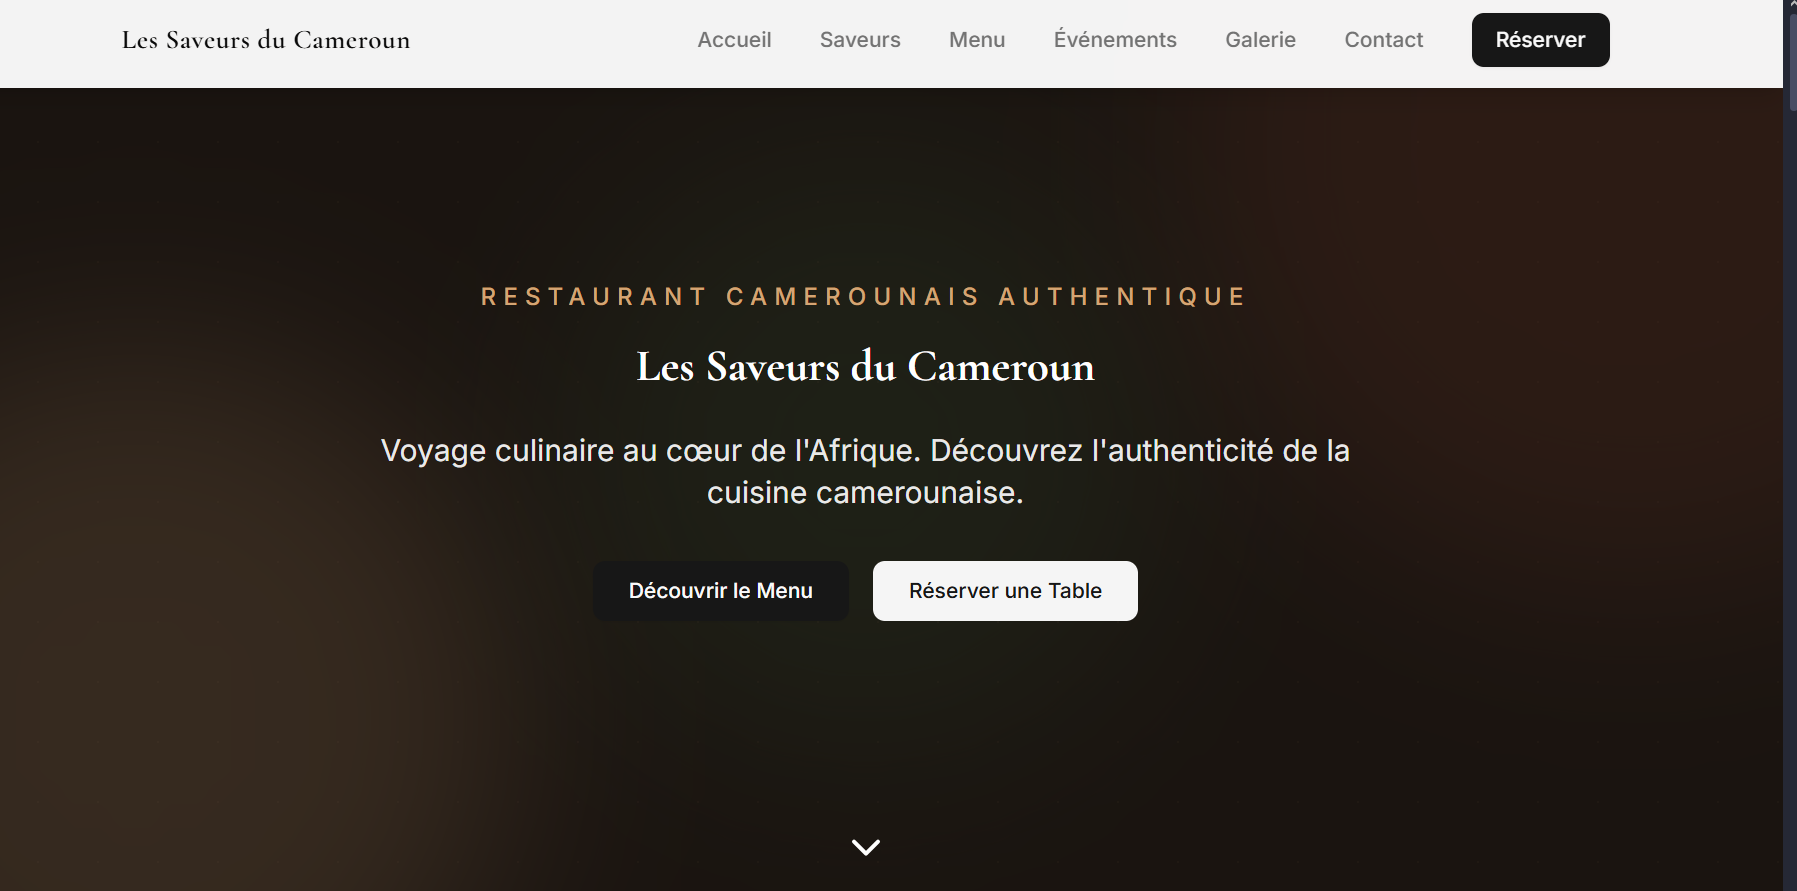 Les Saveurs du Cameroun
Accueil
Saveurs
Menu
Événements
Galerie
Contact
Réserver
RESTAURANT CAMEROUNAIS AUTHENTIQUE
Les Saveurs du Cameroun
Voyage culinaire au cœur de l'Afrique. Découvrez l'authenticité de la
cuisine camerounaise.
Découvrir le Menu
Réserver une Table